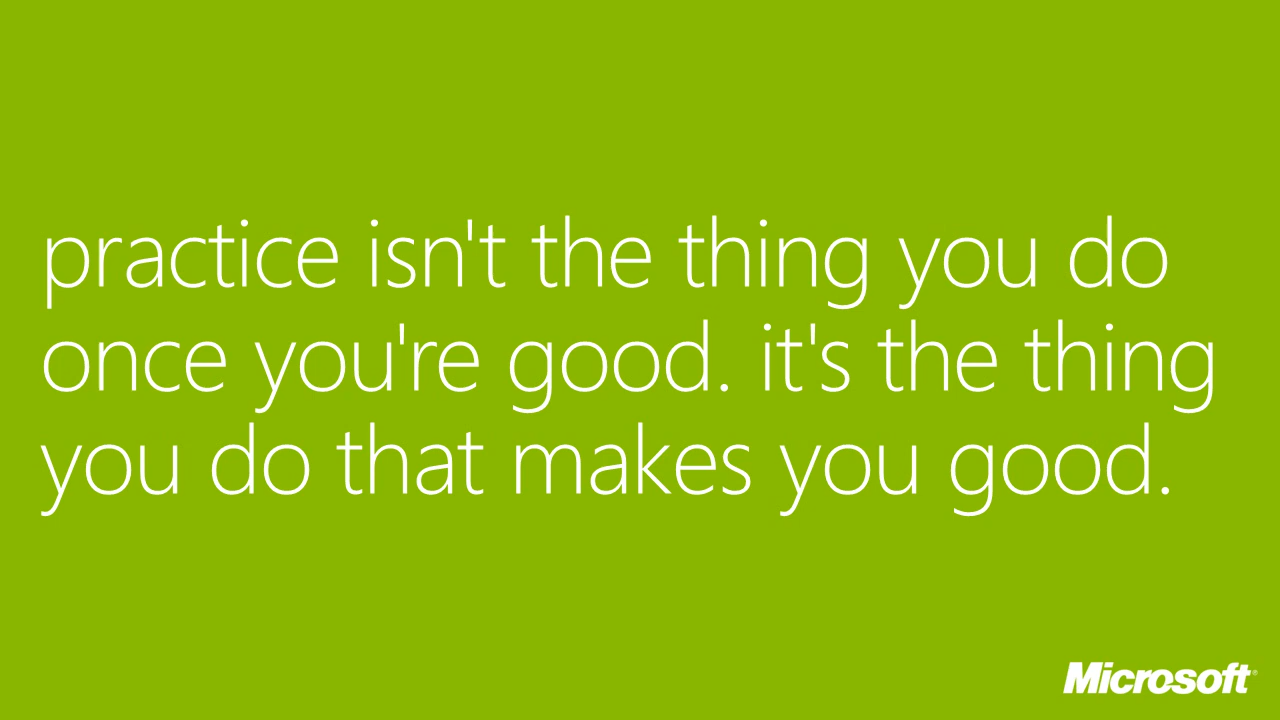 practice isn't the thing you do
once you're good. it's the thing
you do that makes you good.
Microsoft®